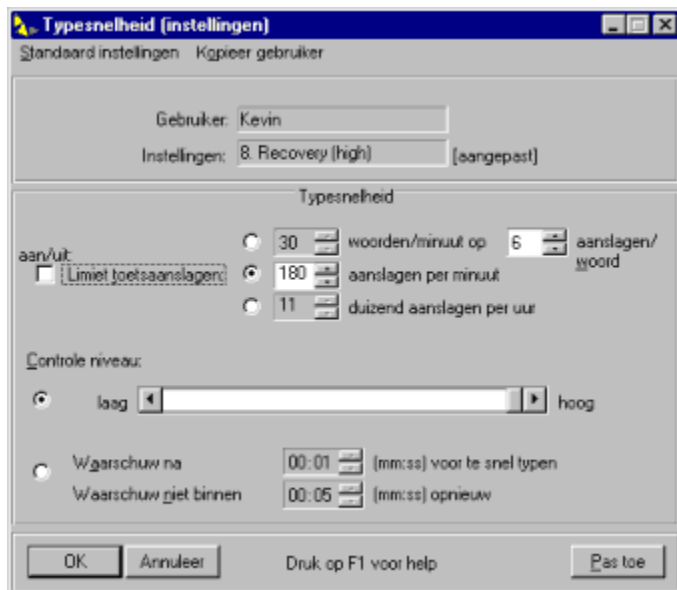 Typesnelheid (instellingen)
Standaard instellingen Kopieer gebruiker
Gebruiker: Kevin
Instellingen: 8. Recovery (high) [aangepast]
Typesnelheid
30 woorden/minuut op 6 aanslagen/
woord
aan/uit:
Limiet toetsaanslagen: 180 aanslagen per minuut
11 duizend aanslagen per uur
Controle niveau:
laag hoog
Waarschuw na 00:01 (mm:ss) voor te snel typen
Waarschuw niet binnen 00:05 (mm:ss) opnieuw
OK Annuleer Druk op F1 voor help Pas toe